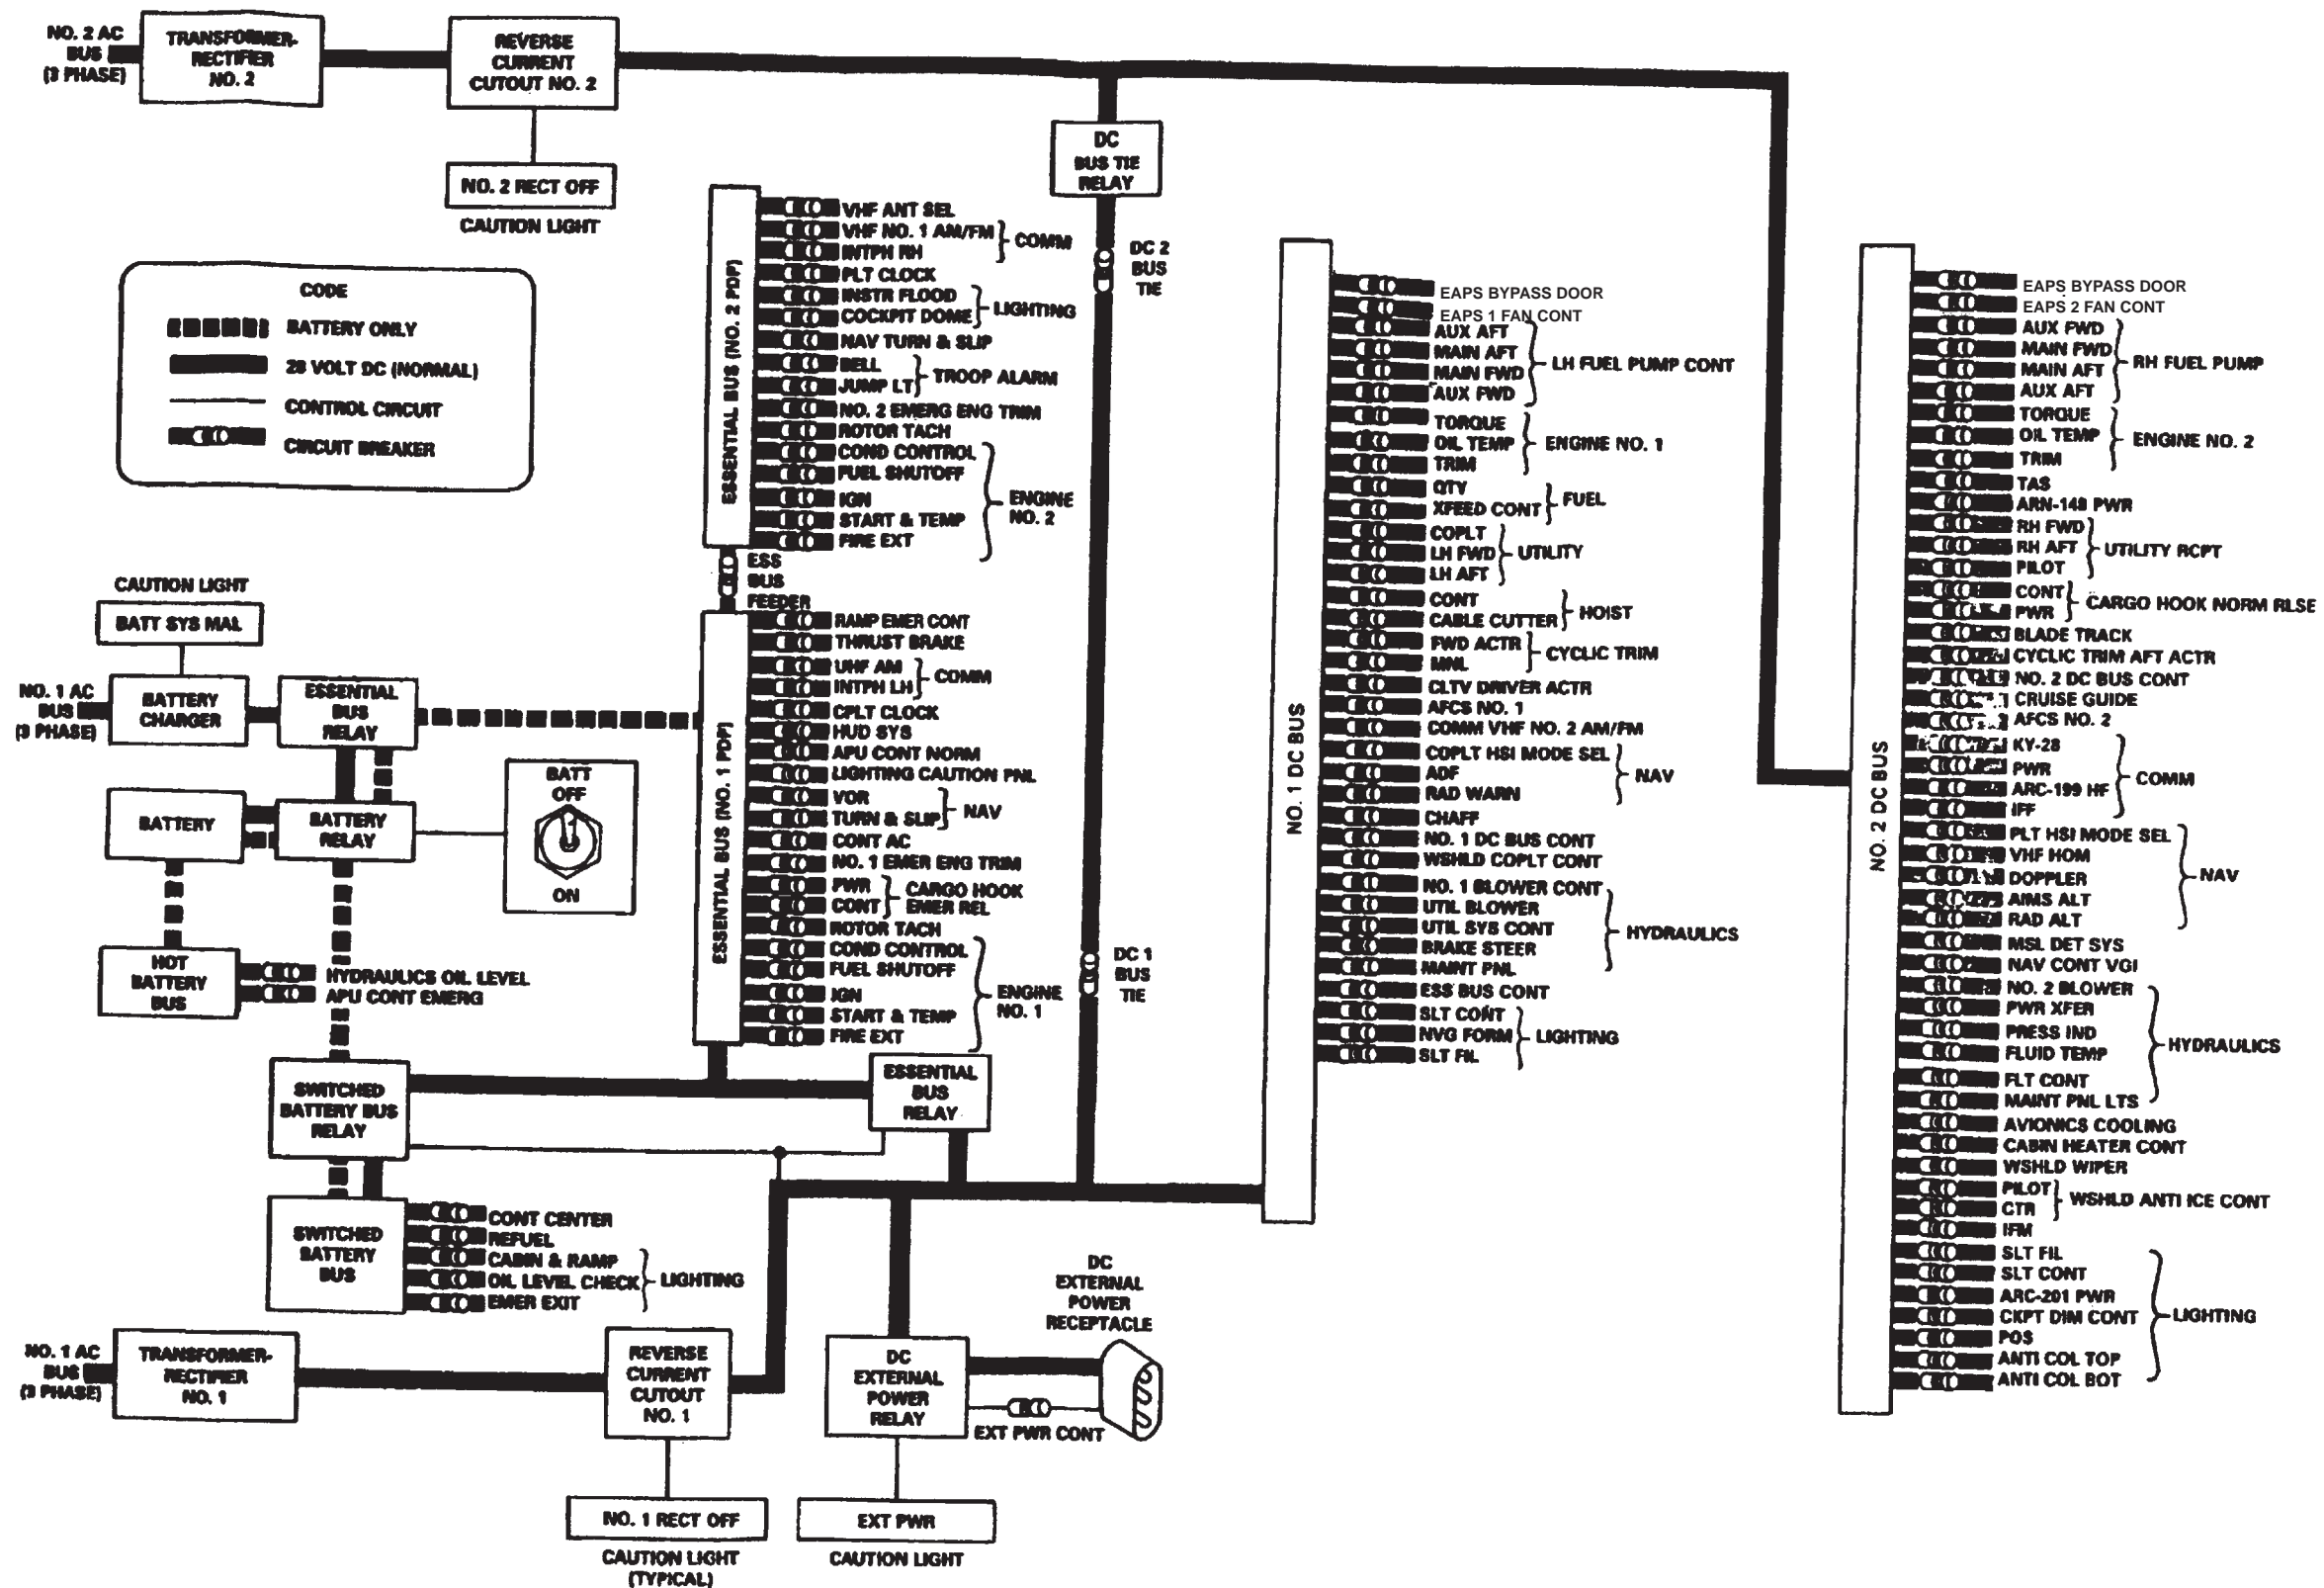 NO. 2 AC
BUS
(3 PHASE)
TRANSFORMER-
RECTIFIER
NO. 2
REVERSE
CURRENT
CUTOUT NO. 2
NO. 2 RECT OFF
CAUTION LIGHT
CODE
BATTERY ONLY
28 VOLT DC (NORMAL)
CONTROL CIRCUIT
CIRCUIT BREAKER
DC
BUS TIE
RELAY
DC 2
BUS
TIE
ESSENTIAL BUS (NO. 2 PDP)
VHF ANT SEL
VHF NO. 1 AM/FM
INTPH RH
COMM
PLT CLOCK
INSTR FLOOD
COCKPIT DOME
LIGHTING
NAV TURN & SLIP
BELL
JUMP LT
TROOP ALARM
NO. 2 EMERG ENG TRIM
ROTOR TACH
COND CONTROL
FUEL SHUTOFF
IGN
START & TEMP
FIRE EXT
ENGINE
NO. 2
ESS
BUS
FEEDER
CAUTION LIGHT
BATT SYS MAL
NO. 1 AC
BUS
(3 PHASE)
BATTERY
CHARGER
ESSENTIAL
BUS
RELAY
BATTERY
BATTERY
RELAY
BATT
OFF
ON
HOT
BATTERY
BUS
HYDRAULICS OIL LEVEL
APU CONT EMERG
ESSENTIAL BUS (NO. 1 PDP)
RAMP EMER CONT
THRUST BRAKE
UHF AM
INTPH LH
COMM
CPLT CLOCK
HUD SYS
APU CONT NORM
LIGHTING CAUTION PNL
VOR
TURN & SLIP
NAV
CONT AC
NO. 1 EMER ENG TRIM
PWR
CONT
CARGO HOOK
EMER REL
ROTOR TACH
COND CONTROL
FUEL SHUTOFF
IGN
START & TEMP
FIRE EXT
ENGINE
NO. 1
DC 1
BUS
TIE
SWITCHED
BATTERY BUS
RELAY
ESSENTIAL
BUS
RELAY
SWITCHED
BATTERY
BUS
CONT CENTER
REFUEL
CABIN & RAMP
OIL LEVEL CHECK
EMER EXIT
LIGHTING
NO. 1 AC
BUS
(3 PHASE)
TRANSFORMER-
RECTIFIER
NO. 1
REVERSE
CURRENT
CUTOUT
NO. 1
NO. 1 RECT OFF
CAUTION LIGHT
(TYPICAL)
DC
EXTERNAL
POWER
RELAY
EXT PWR
CAUTION LIGHT
DC
EXTERNAL
POWER
RECEPTACLE
EXT PWR CONT
NO. 1 DC BUS
EAPS BYPASS DOOR
EAPS 1 FAN CONT
AUX AFT
MAIN AFT
MAIN FWD
AUX FWD
LH FUEL PUMP CONT
TORQUE
OIL TEMP
TRIM
ENGINE NO. 1
QTY
XFEED CONT
FUEL
COPLT
LH FWD
LH AFT
UTILITY
CONT
CABLE CUTTER
HOIST
FWD ACTR
MNL
CYCLIC TRIM
CLTV DRIVER ACTR
AFCS NO. 1
COMM VHF NO. 2 AM/FM
COPLT HSI MODE SEL
ADF
RAD WARN
NAV
CHAFF
NO. 1 DC BUS CONT
WSHLD COPLT CONT
NO. 1 BLOWER CONT
UTIL BLOWER
UTIL SYS CONT
BRAKE STEER
MAINT PNL
HYDRAULICS
ESS BUS CONT
SLT CONT
NVG FORM
SLT FIL
LIGHTING
NO. 2 DC BUS
EAPS BYPASS DOOR
EAPS 2 FAN CONT
AUX FWD
MAIN FWD
MAIN AFT
AUX AFT
RH FUEL PUMP
TORQUE
OIL TEMP
TRIM
ENGINE NO. 2
TAS
ARN-148 PWR
RH FWD
RH AFT
PILOT
UTILITY RCPT
CONT
PWR
CARGO HOOK NORM RLSE
BLADE TRACK
CYCLIC TRIM AFT ACTR
NO. 2 DC BUS CONT
CRUISE GUIDE
AFCS NO. 2
KY-28
PWR
ARC-199 HF
IFF
COMM
PLT HSI MODE SEL
VHF HOM
DOPPLER
AIMS ALT
RAD ALT
NAV
MSL DET SYS
NAV CONT VGI
NO. 2 BLOWER
PWR XFER
PRESS IND
FLUID TEMP
FLT CONT
MAINT PNL LTS
HYDRAULICS
AVIONICS COOLING
CABIN HEATER CONT
WSHLD WIPER
PILOT
CTR
WSHLD ANTI ICE CONT
IFM
SLT FIL
SLT CONT
ARC-201 PWR
CKPT DIM CONT
POS
ANTI COL TOP
ANTI COL BOT
LIGHTING